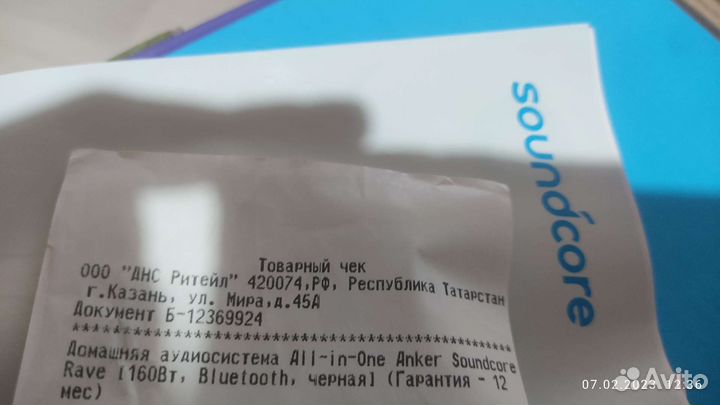 soundcore
Товарный чек
ООО "ДНС Ритейл" 420074,РФ, Республика Татарстан
г.Казань, ул. Мира,д.45А
Документ Б-12369924
****************************************
Домашняя аудиосистема All-in-One Anker Soundcore
Rave [160Вт, Bluetooth, черная] (Гарантия - 12
мес)
07.02.2023 12:36
Avito